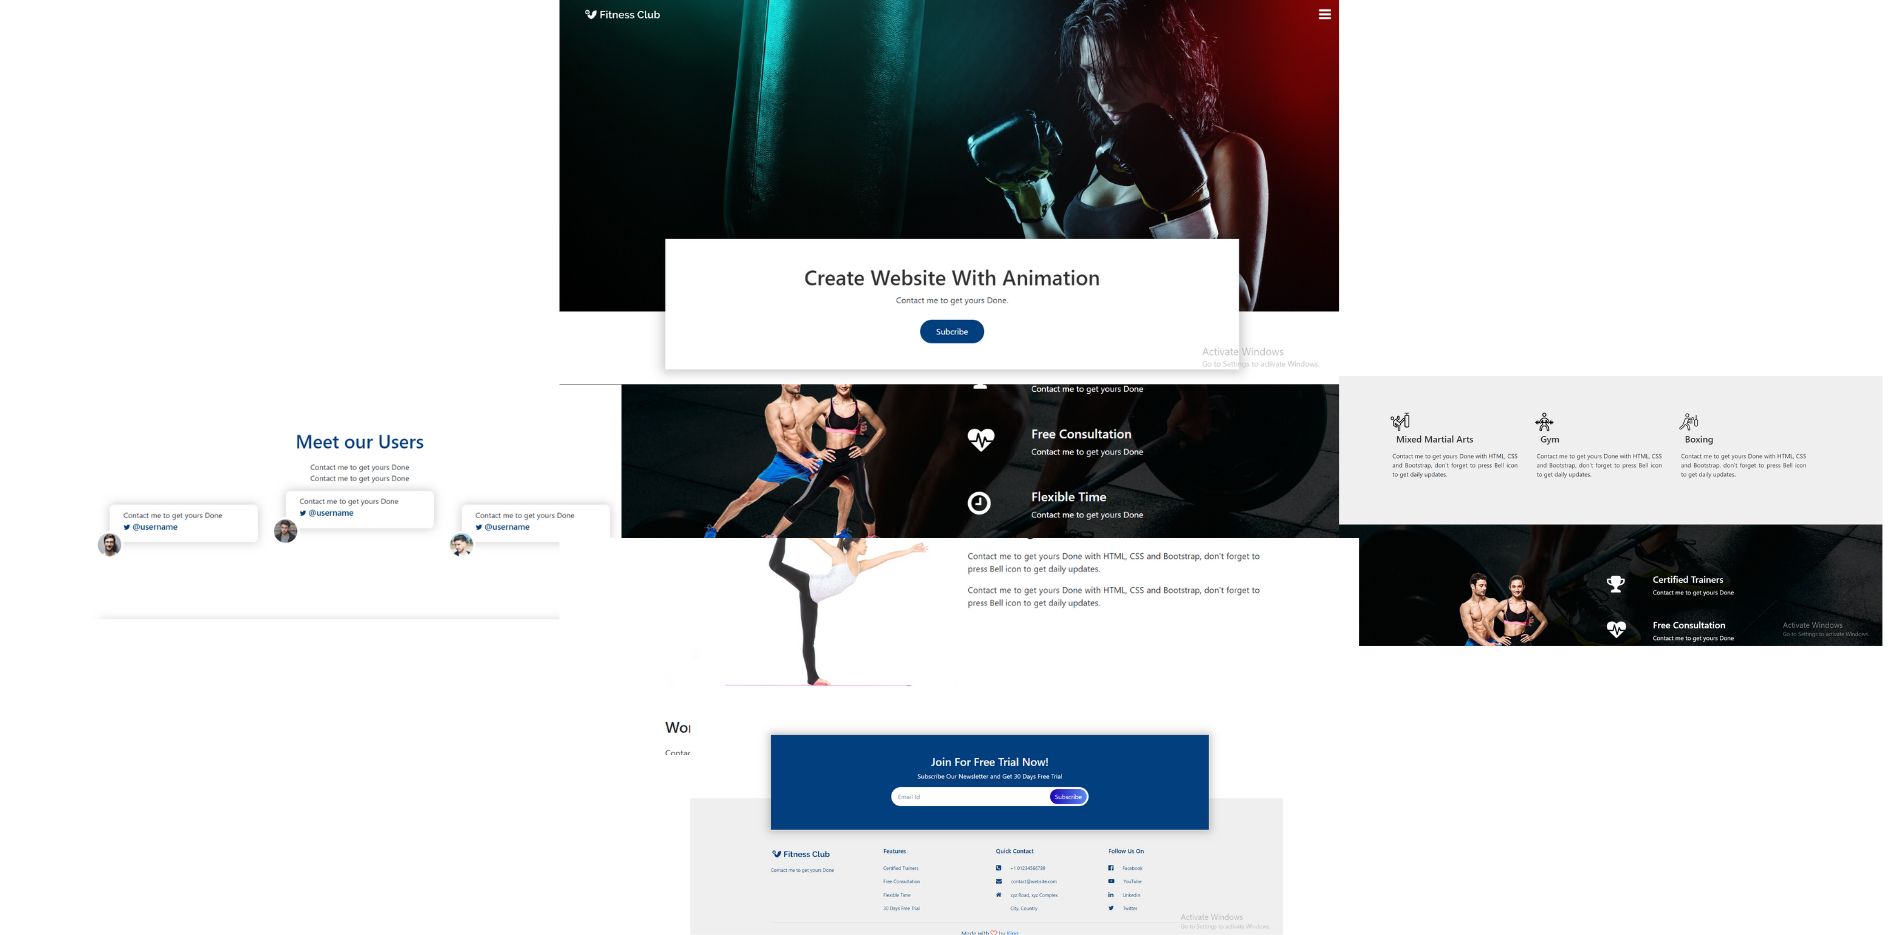 Fitness Club
Create Website With Animation
Contact me to get yours Done.
Subcribe
Activate Windows
Go to Settings to activate Windows.
Meet our Users
Contact me to get yours Done
Contact me to get yours Done
Contact me to get yours Done
@username
Contact me to get yours Done
@username
Contact me to get yours Done
@username
Contact me to get yours Done
Free Consultation
Contact me to get yours Done
Flexible Time
Contact me to get yours Done
Mixed Martial Arts
Contact me to get yours Done with HTML, CSS
and Bootstrap, don't forget to press Bell icon
to get daily updates.
Gym
Contact me to get yours Done with HTML, CSS
and Bootstrap, don't forget to press Bell icon
to get daily updates.
Boxing
Contact me to get yours Done with HTML, CSS
and Bootstrap, don't forget to press Bell icon
to get daily updates.
Contact me to get yours Done with HTML, CSS and Bootstrap, don't forget to
press Bell icon to get daily updates.
Contact me to get yours Done with HTML, CSS and Bootstrap, don't forget to
press Bell icon to get daily updates.
Certified Trainers
Contact me to get yours Done
Free Consultation
Contact me to get yours Done
Activate Windows
Go to Settings to activate Windows.
Wor
Contac
Join For Free Trial Now!
Subscribe Our Newsletter and Get 30 Days Free Trial
Email Id
Subscribe
Fitness Club
Contact me to get yours Done
Features
Certified Trainers
Free Consultation
Flexible Time
30 Days Free Trial
Quick Contact
+1 0123456789
contact@website.com
xyz Road, xyz Complex
City, Country
Follow Us On
Facebook
YouTube
LinkedIn
Twitter
Activate Windows
Go to Settings to activate Windows.
Made with by King